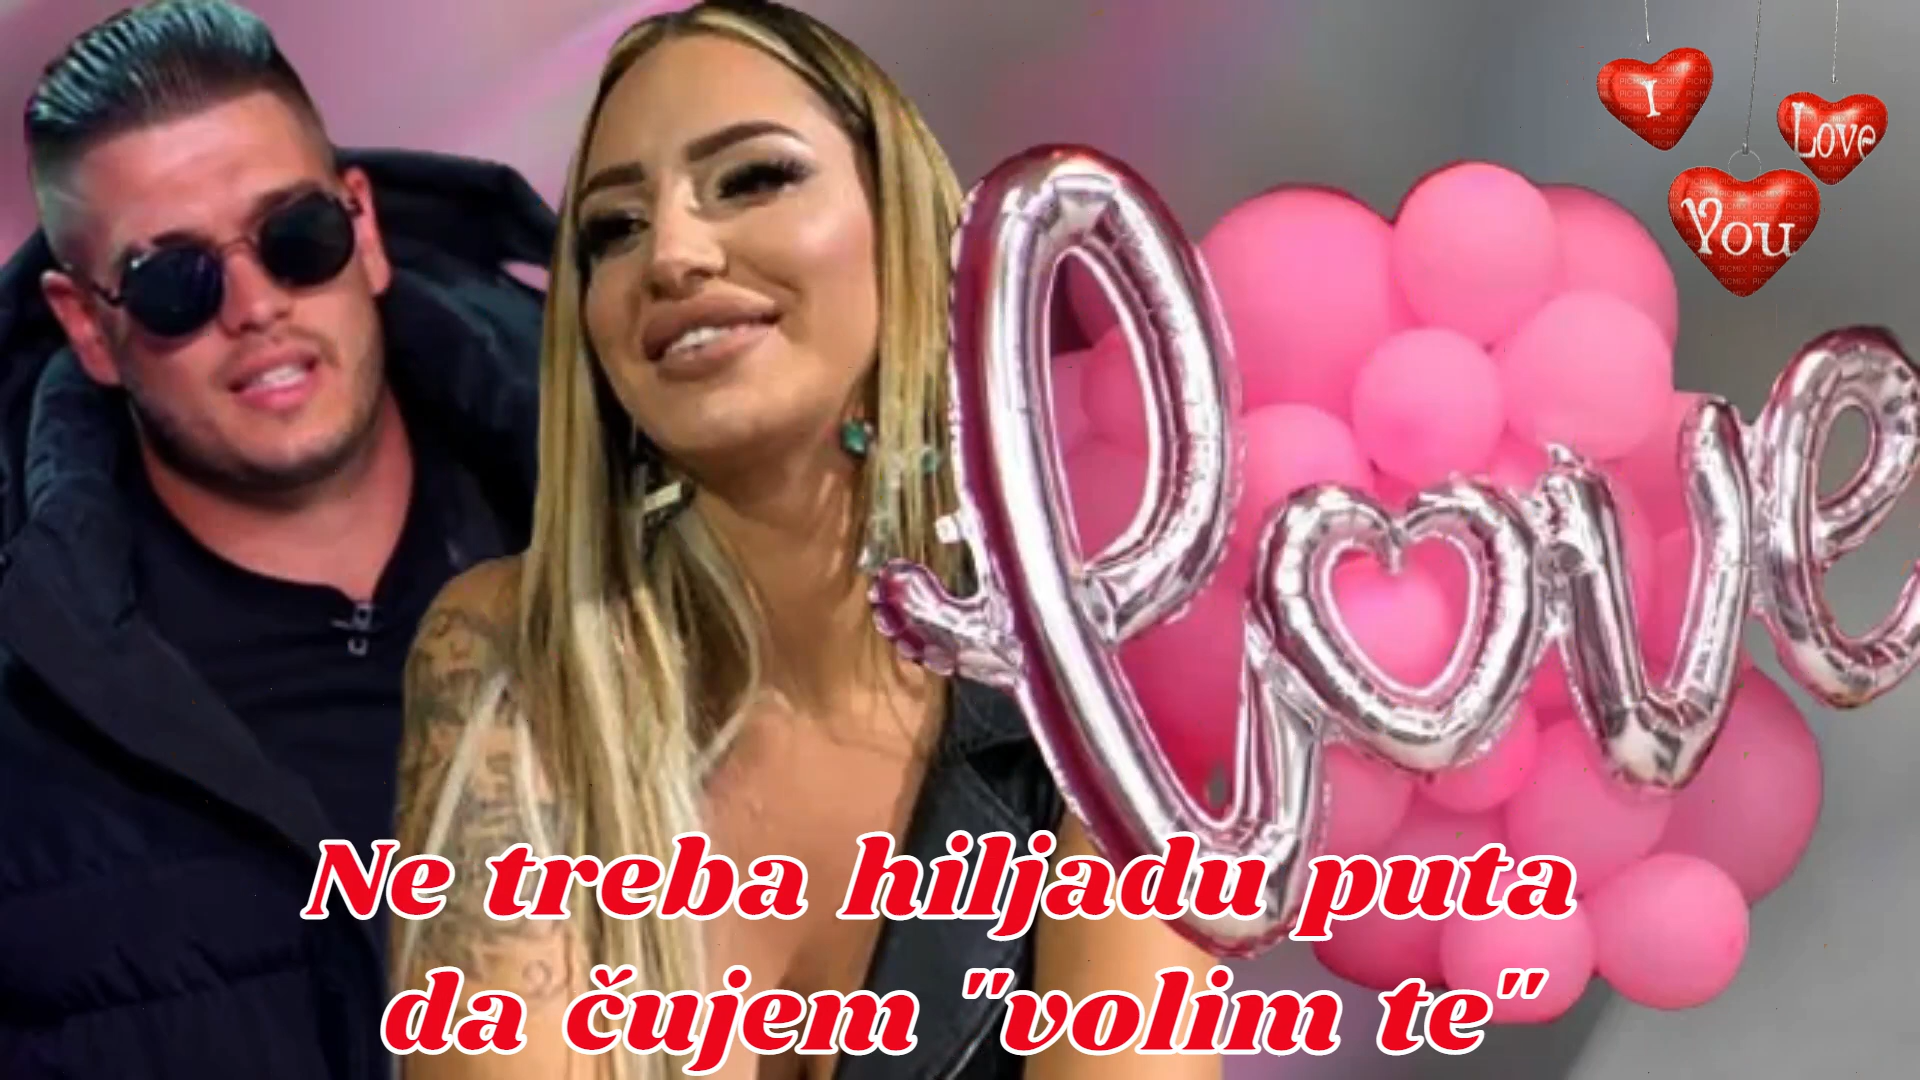 I
Love
You
love
Ne treba hiljadu puta
da čujem "volim te"